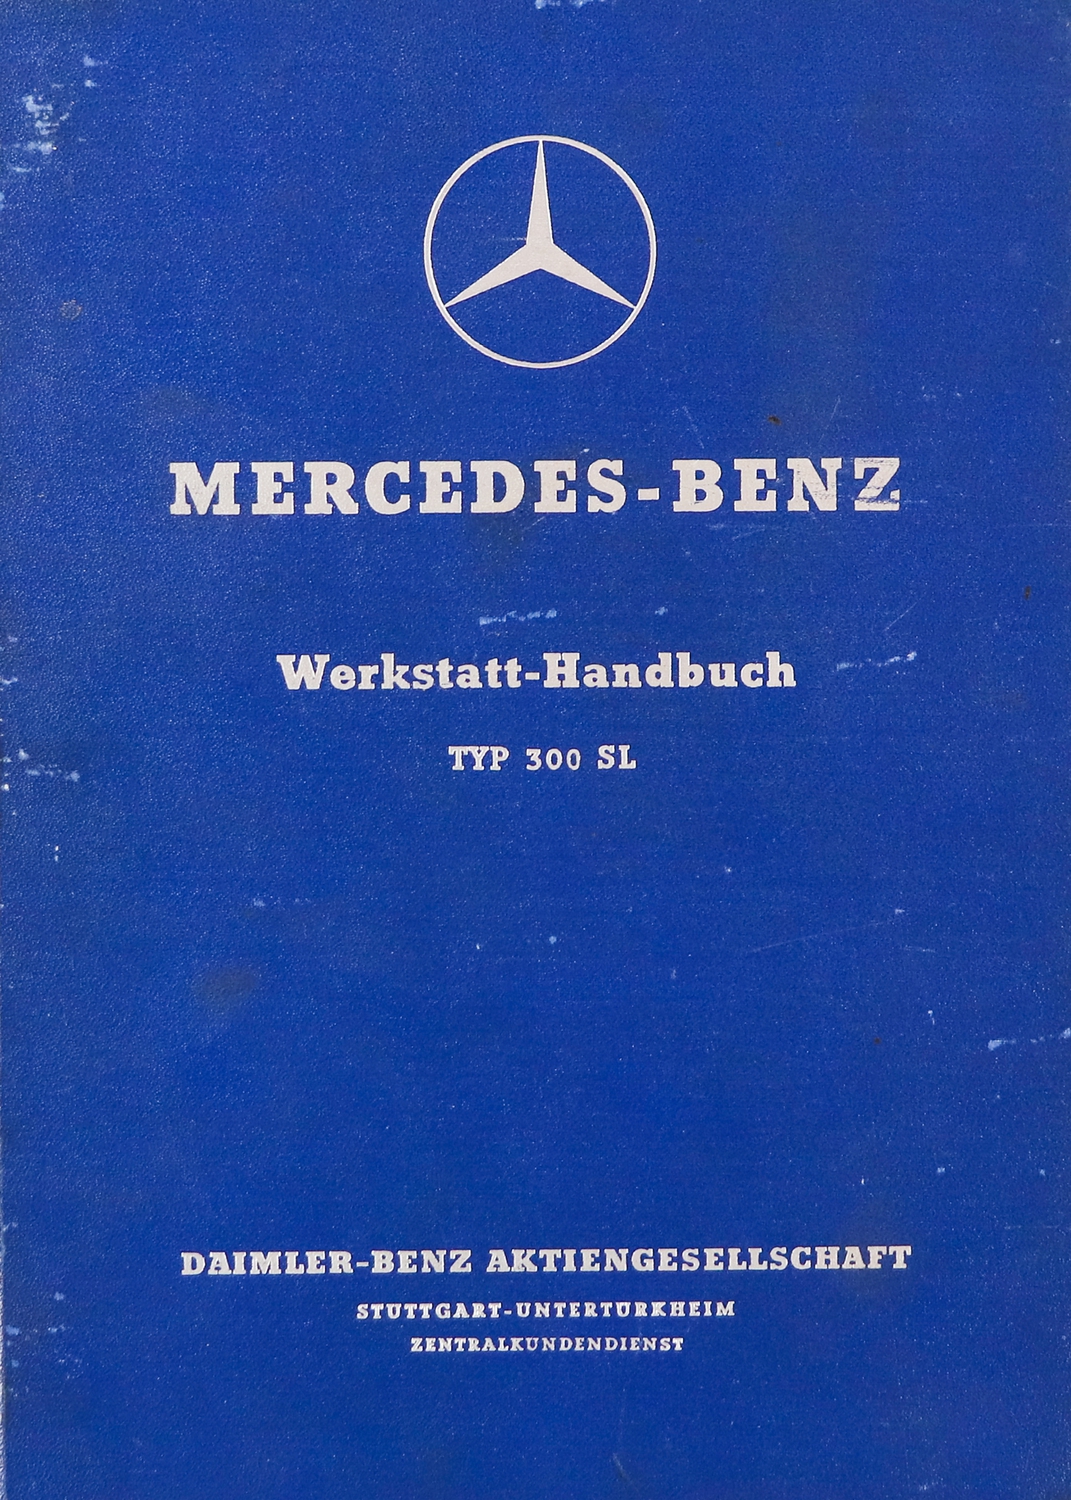 MERCEDES-BENZ
Werkstatt-Handbuch
TYP 300 SL
DAIMLER-BENZ AKTIENGESELLSCHAFT
STUTTGART-UNTERTÜRKHEIM
ZENTRALKUNDENDIENST